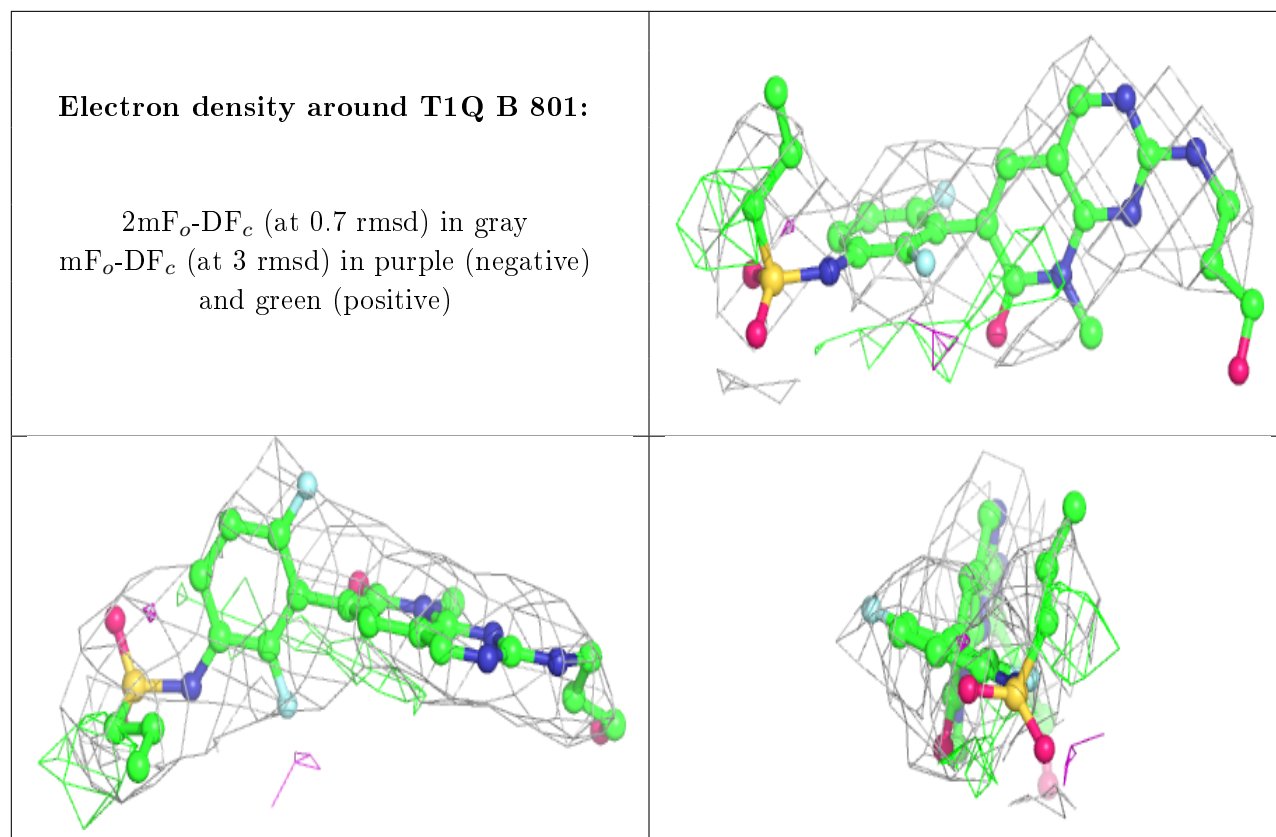 Electron density around T1Q B 801:
2mFo-DFc (at 0.7 rmsd) in gray
mFo-DFc (at 3 rmsd) in purple (negative)
and green (positive)